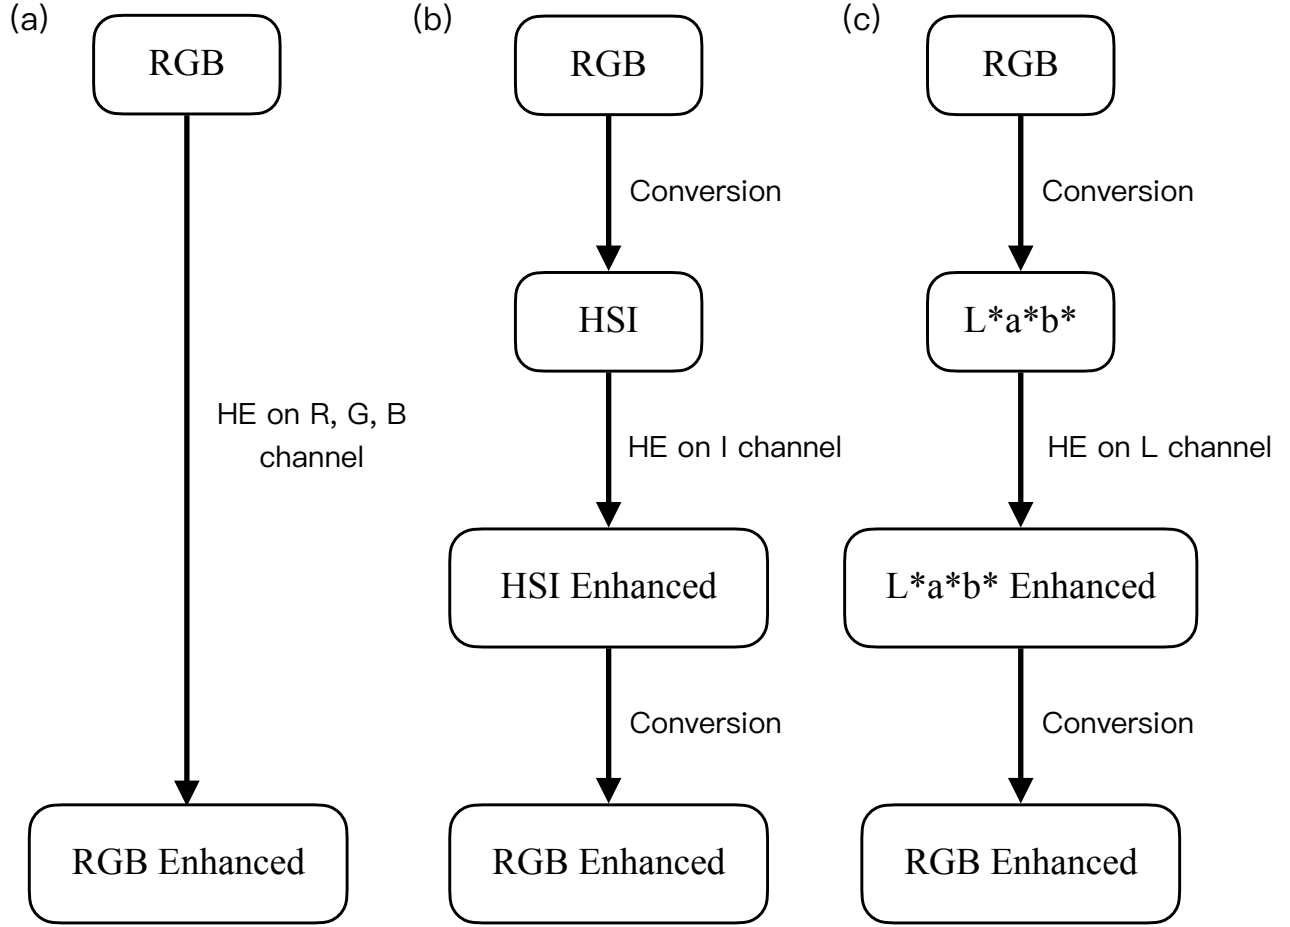 (a)
RGB
HE on R, G, B
channel
RGB Enhanced
(b)
RGB
Conversion
HSI
HE on I channel
HSI Enhanced
Conversion
RGB Enhanced
(c)
RGB
Conversion
L*a*b*
HE on L channel
L*a*b* Enhanced
Conversion
RGB Enhanced